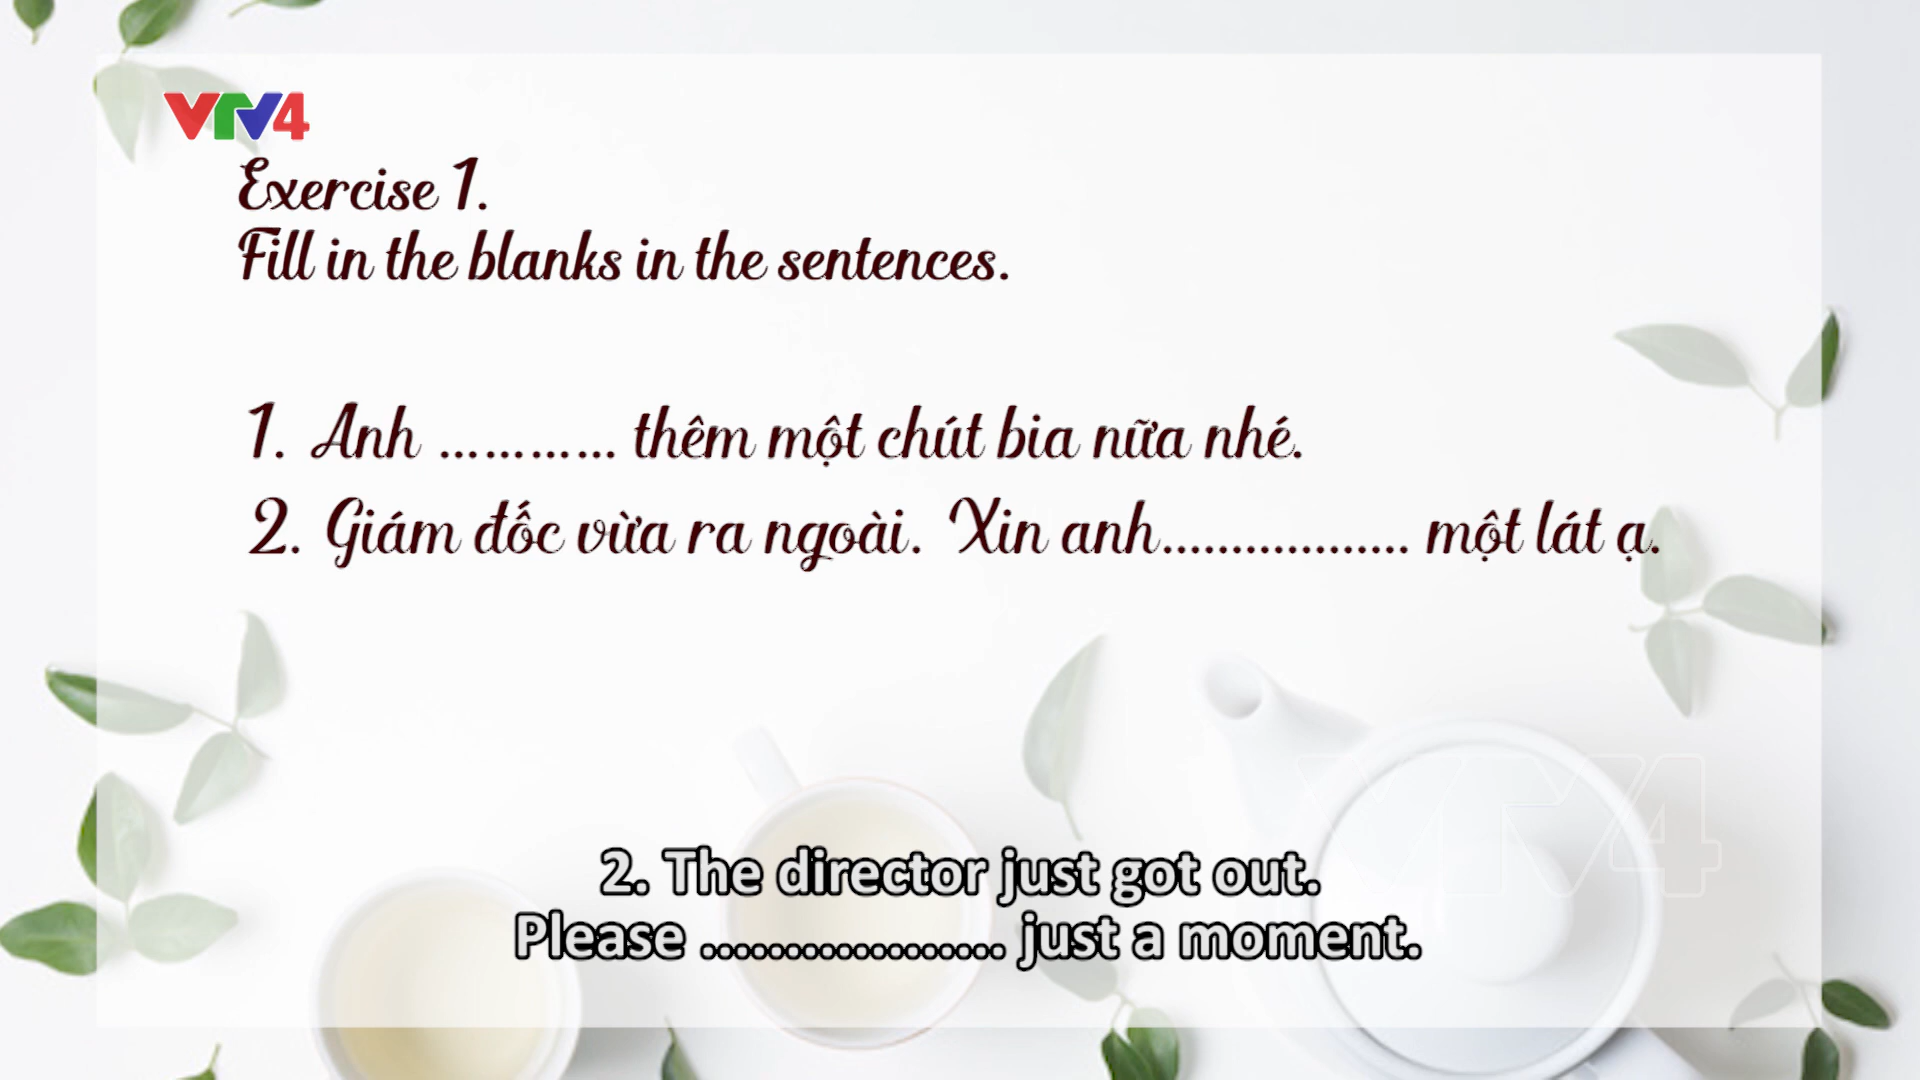 VTV4
Exercise 1.
Fill in the blanks in the sentences.
1. Anh ............ thêm một chút bia nữa nhé.
2. Giám đốc vừa ra ngoài. Xin anh.................. một lát ạ.
VTV4
2. The director just got out.
Please .................. just a moment.